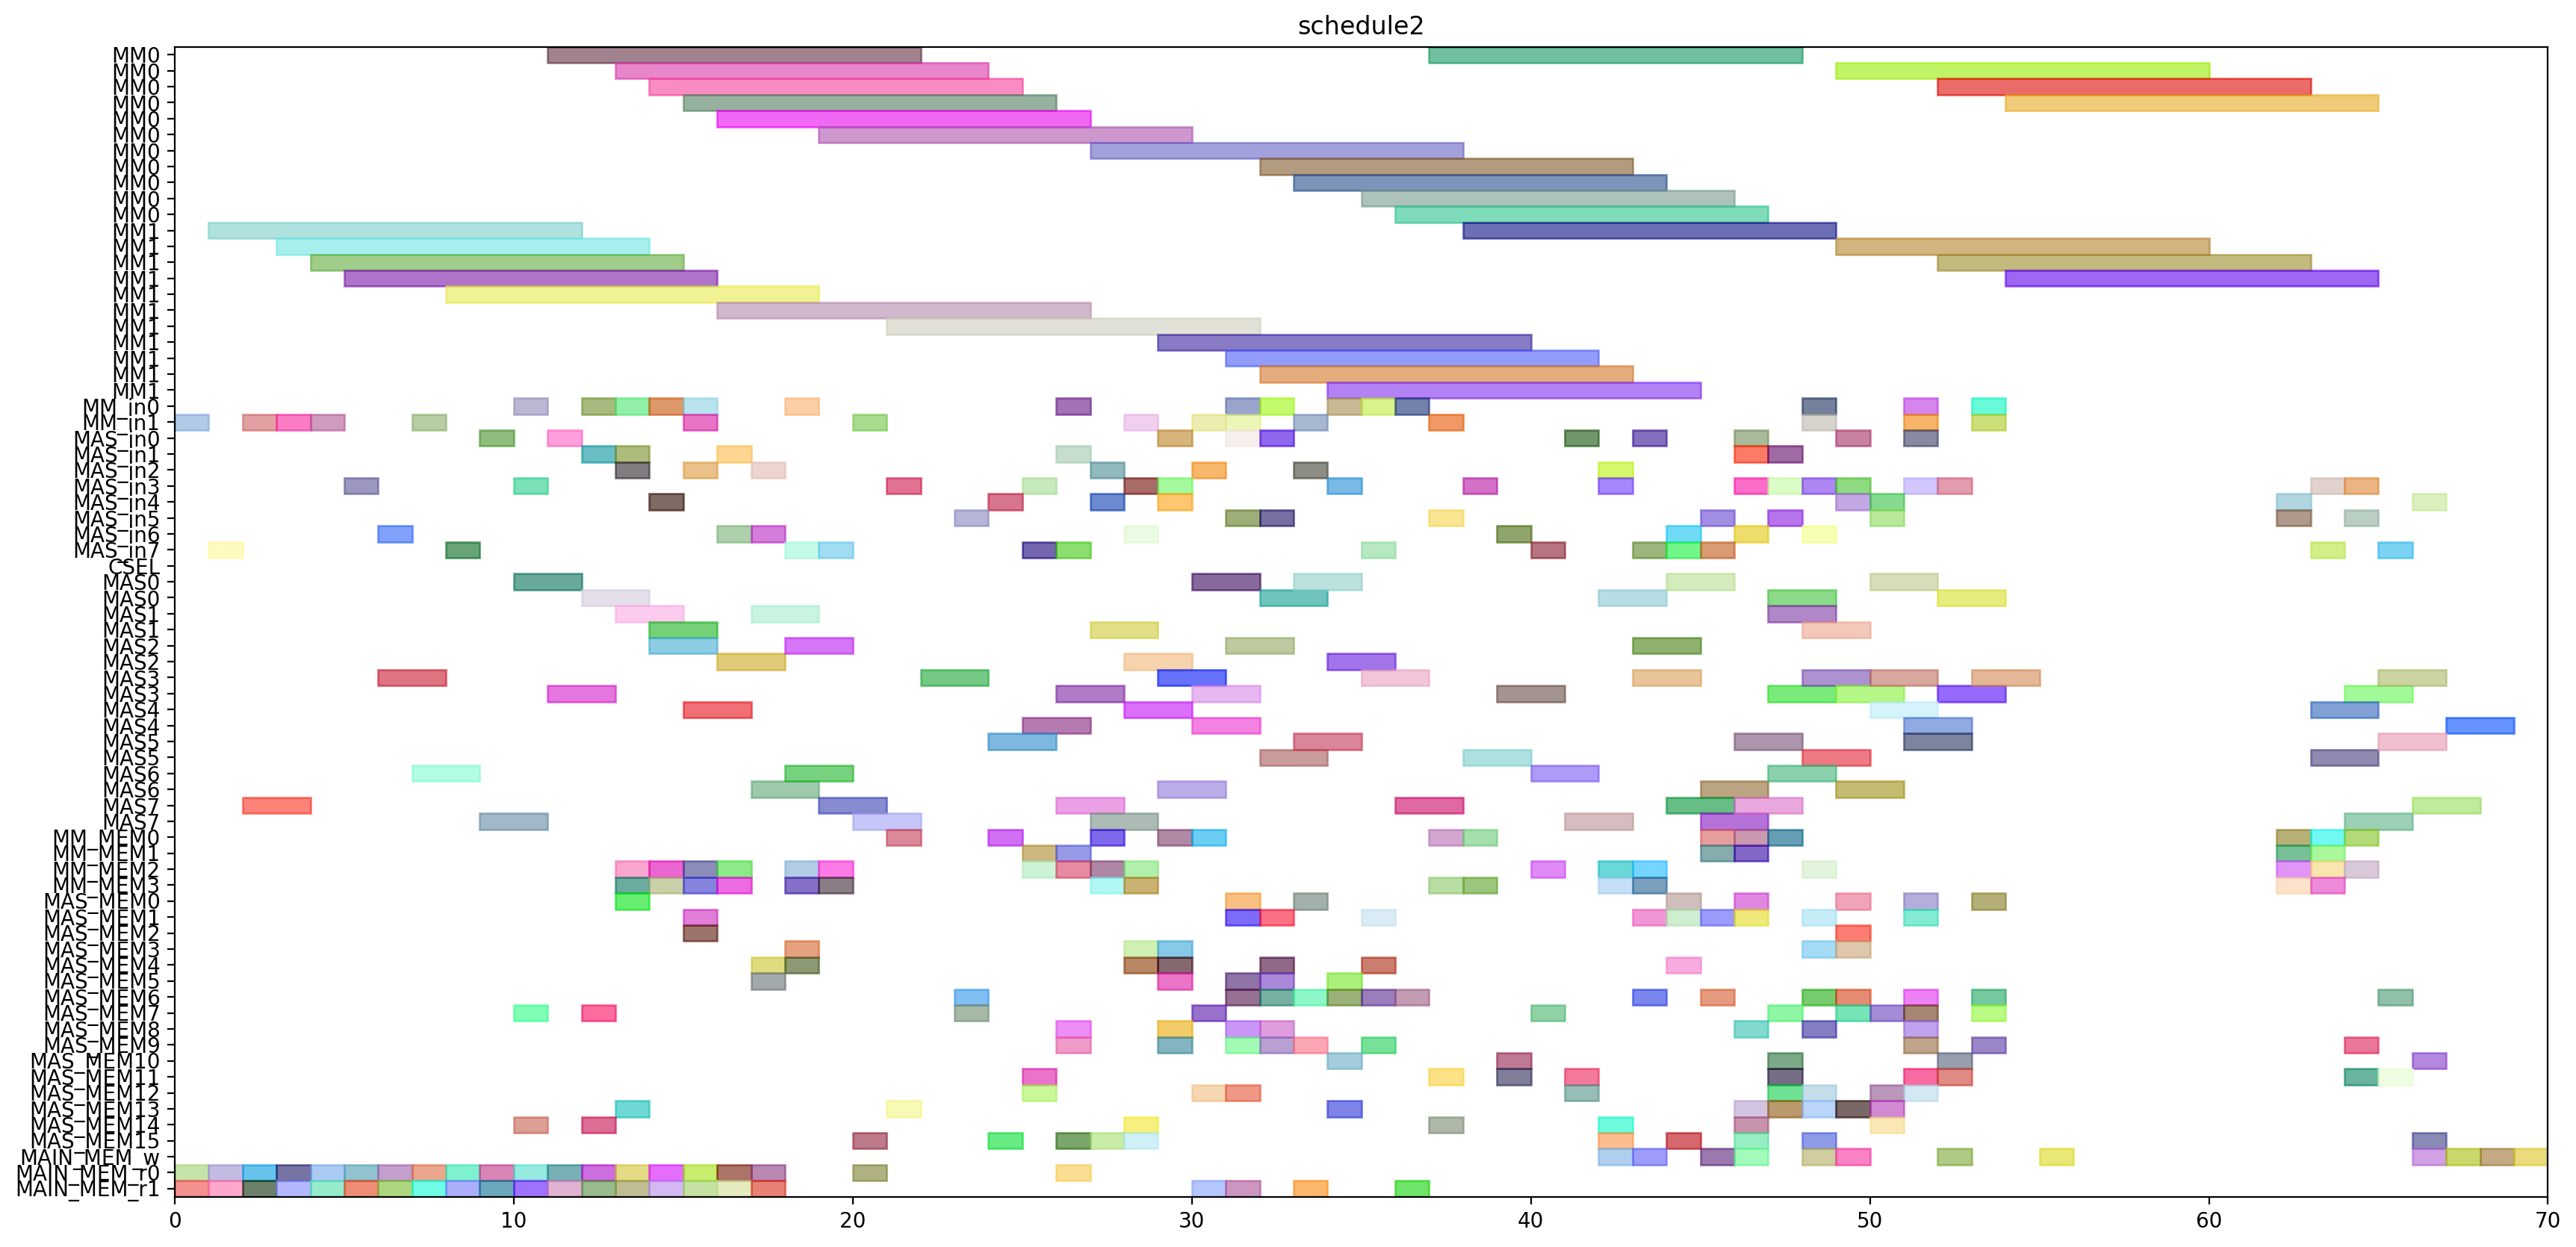 schedule2
MM0
MM0
MM0
MM0
MM0
MM0
MM0
MM0
MM0
MM0
MM0
MM1
MM1
MM1
MM1
MM1
MM1
MM1
MM1
MM1
MM1
MM1
MM_in0
MM_in1
MAS_in0
MAS_in1
MAS_in2
MAS_in3
MAS_in4
MAS_in5
MAS_in6
MAS_in7
CSEL
MAS0
MAS0
MAS1
MAS1
MAS2
MAS2
MAS3
MAS3
MAS4
MAS4
MAS5
MAS5
MAS6
MAS6
MAS7
MAS7
MM_MEM0
MM_MEM1
MM_MEM2
MM_MEM3
MAS_MEM0
MAS_MEM1
MAS_MEM2
MAS_MEM3
MAS_MEM4
MAS_MEM5
MAS_MEM6
MAS_MEM7
MAS_MEM8
MAS_MEM9
MAS_MEM10
MAS_MEM11
MAS_MEM12
MAS_MEM13
MAS_MEM14
MAS_MEM15
MAIN_MEM_w
MAIN_MEM_r0
MAIN_MEM_r1
0 10 20 30 40 50 60 70